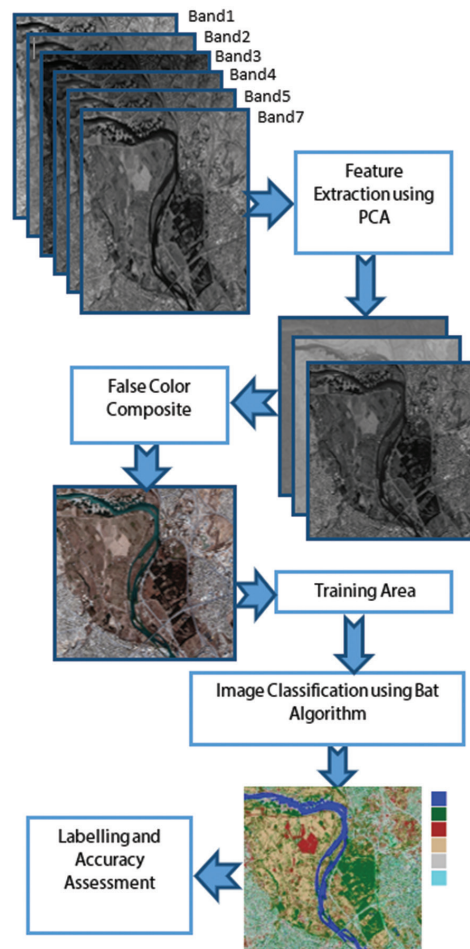 Band1
Band2
Band3
Band4
Band5
Band7
Feature
Extraction using
PCA
False Color
Composite
Training Area
Image Classification using Bat
Algorithm
Labelling and
Accuracy
Assessment